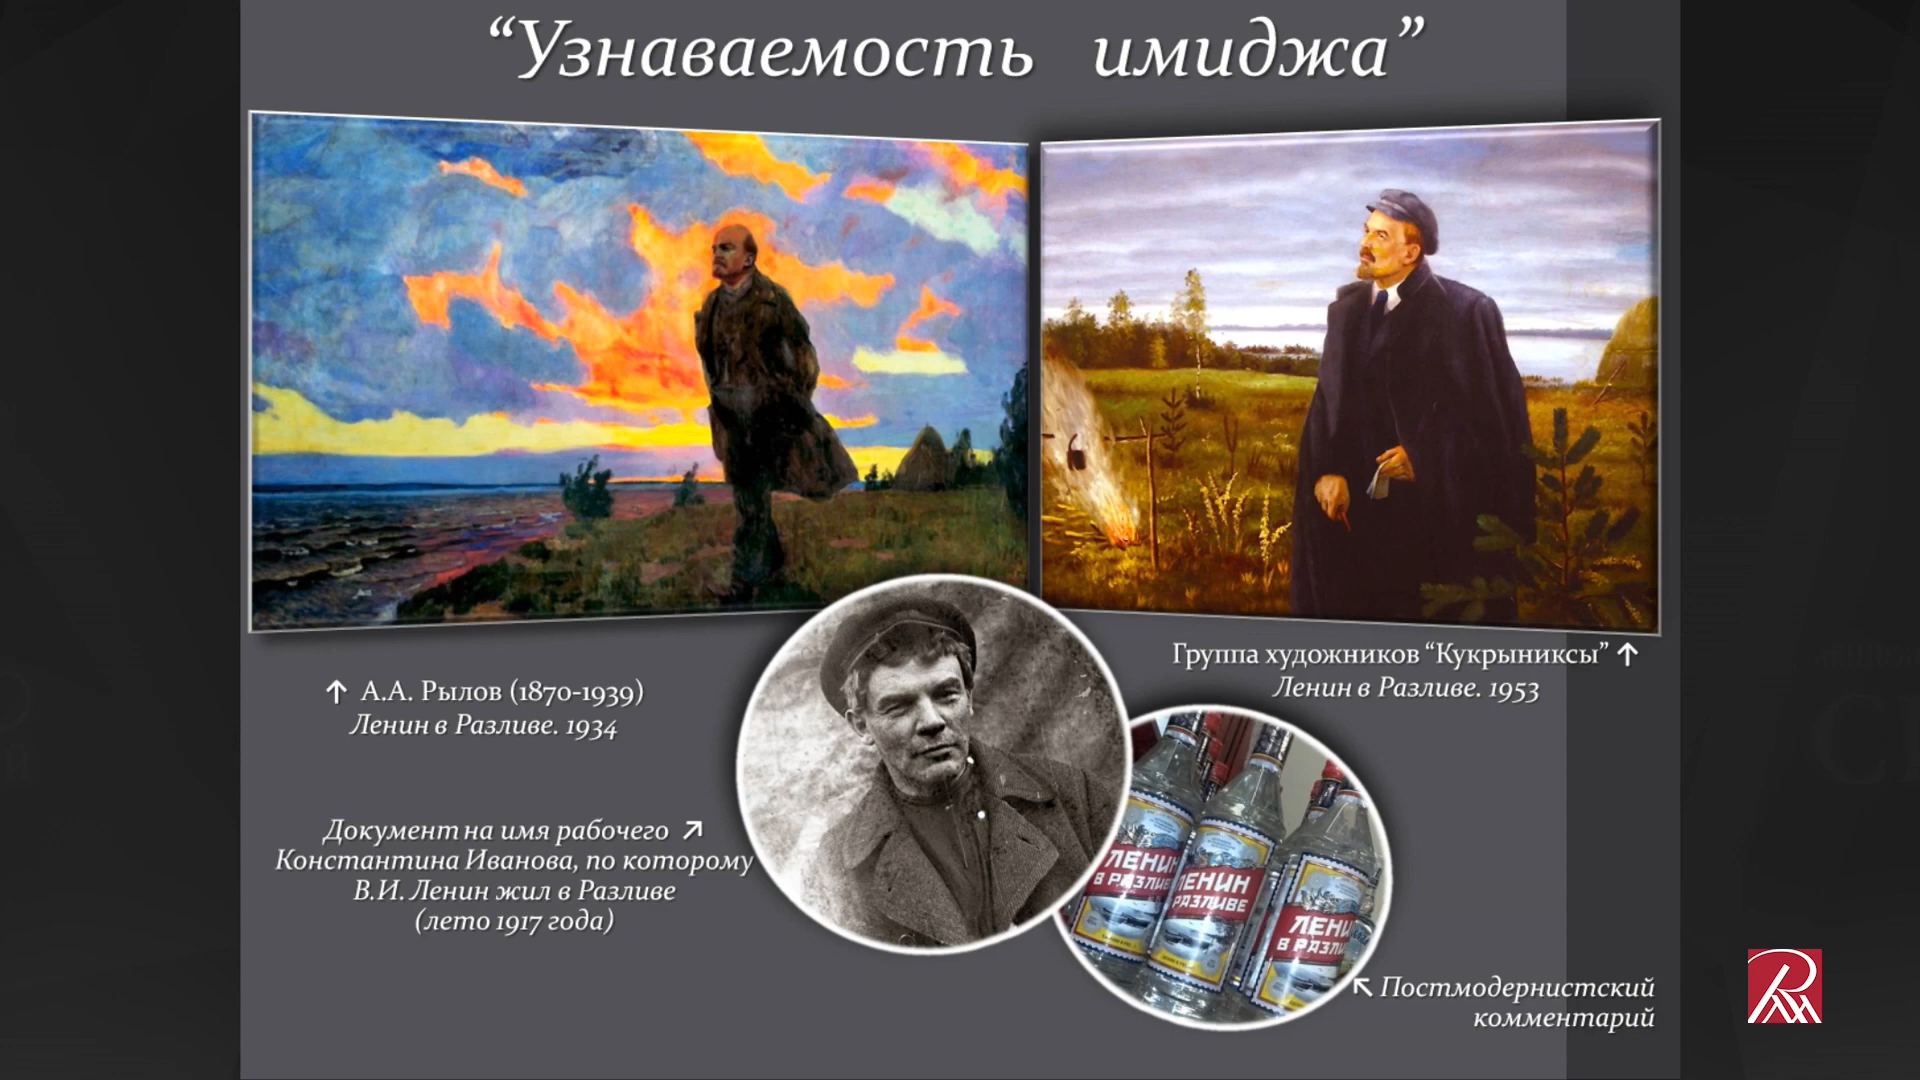 “Узнаваемость имиджа”
↑ А.А. Рылов (1870-1939)
Ленин в Разливе. 1934
Группа художников “Кукрыниксы” ↑
Ленин в Разливе. 1953
Документ на имя рабочего ↗
Константина Иванова, по которому
В.И. Ленин жил в Разливе
(лето 1917 года)
ЛЕНИН
В РАЗЛИВЕ
ЛЕНИН
РАЗЛИВЕ
ЛЕНИ
В РАЗЛИ
↖ Постмодернистский
комментарий